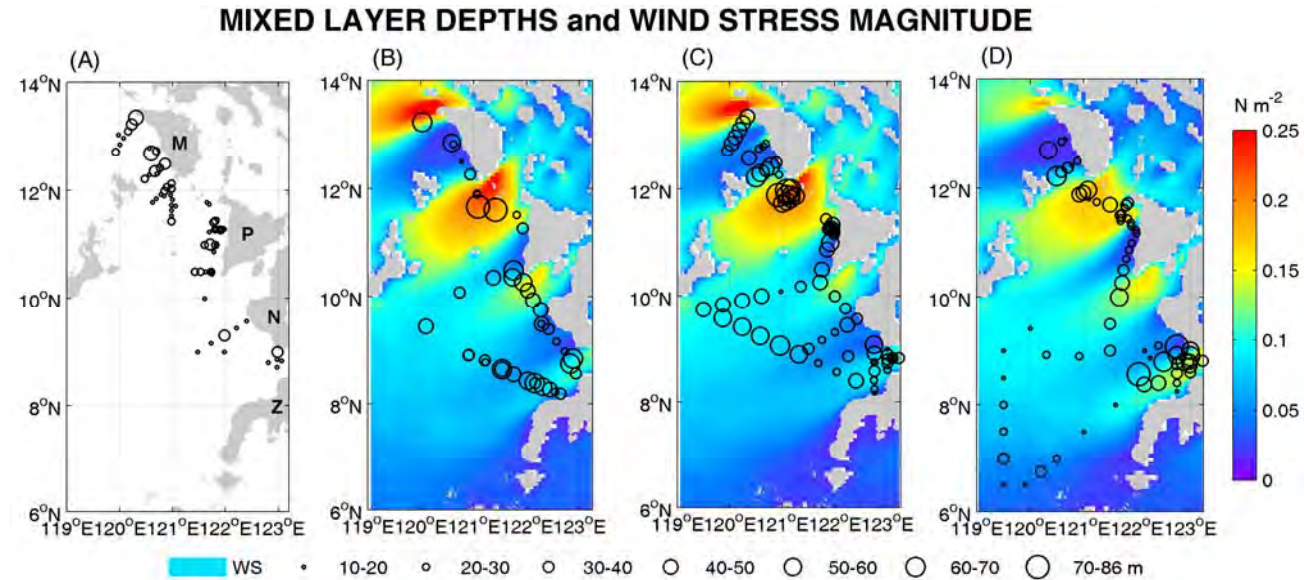 MIXED LAYER DEPTHS and WIND STRESS MAGNITUDE
(A) (B) (C) (D)
14°N 14°N 14°N 14°N
12°N 12°N 12°N 12°N
10°N 10°N 10°N 10°N
8°N 8°N 8°N 8°N
6°N 6°N 6°N 6°N
M
P
N
Z
119°E120°E121°E122°E123°E 119°E120°E121°E122°E123°E 119°E120°E121°E122°E123°E 119°E120°E121°E122°E123°E
N m⁻²
0.25
0.2
0.15
0.1
0.05
0
WS 10-20 20-30 30-40 40-50 50-60 60-70 70-86 m